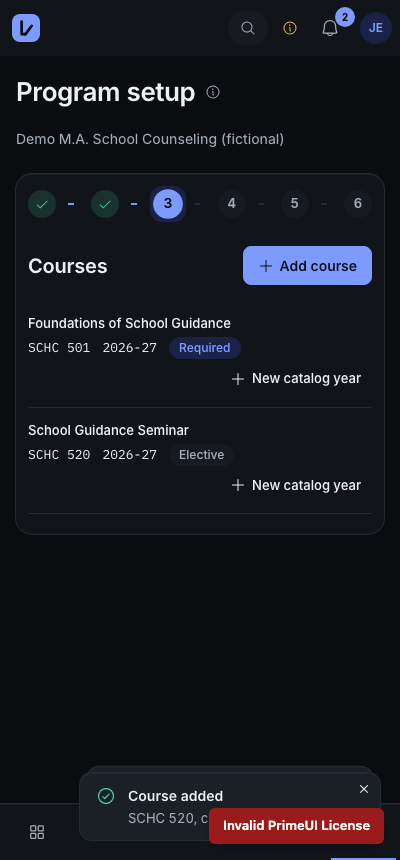 2
JE
Program setup
Demo M.A. School Counseling (fictional)
3 4 5 6
Courses
Add course
Foundations of School Guidance
SCHC 501 2026-27 Required
New catalog year
School Guidance Seminar
SCHC 520 2026-27 Elective
New catalog year
Course added
SCHC 520,
Invalid PrimeUI License